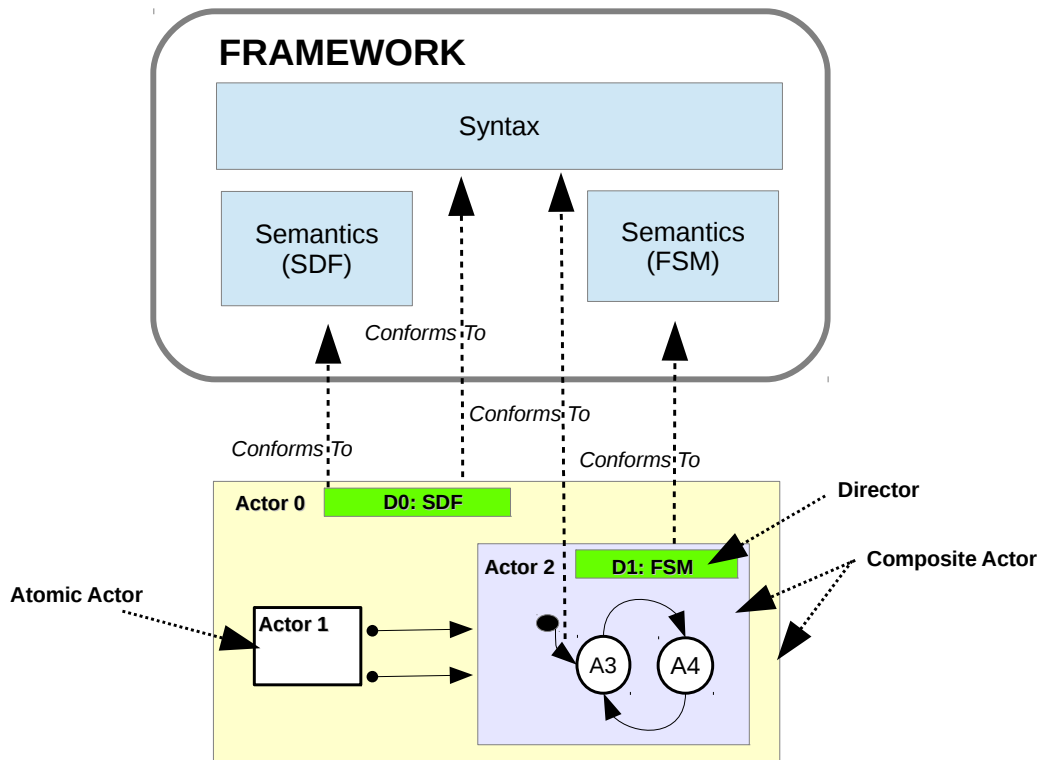 FRAMEWORK
Syntax
Semantics
(SDF)
Semantics
(FSM)
Conforms To
Conforms To
Conforms To
Conforms To
Actor 0
D0: SDF
Director
Actor 2
D1: FSM
Composite Actor
Atomic Actor
Actor 1
A3
A4